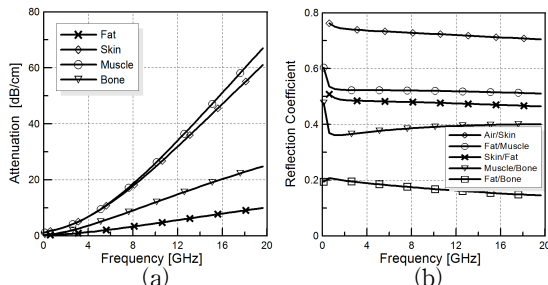 Fat
Skin
Muscle
Bone
Attenuation [dB/cm]
80
60
40
20
0
0 4 8 12 16 20
Frequency [GHz]
(a)
Reflection Coefficient
0.8
0.6
0.4
0.2
0
Air/Skin
Fat/Muscle
Skin/Fat
Muscle/Bone
Fat/Bone
0 4 8 12 16 20
Frequency [GHz]
(b)